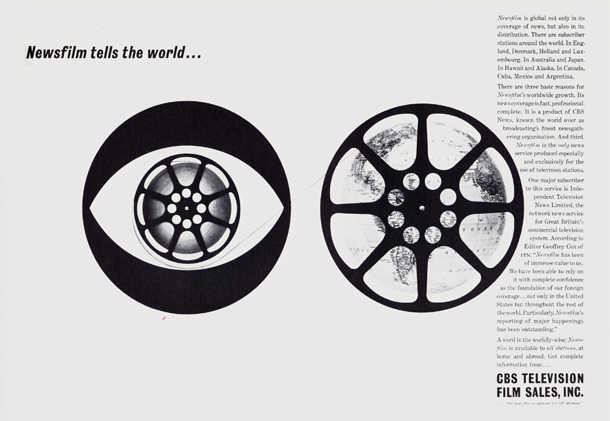 Newsfilm tells the world...
Newsfilm is global not only in its
coverage of news, but also in its
distribution. There are subscriber
stations around the world. In Eng-
land, Denmark, Holland and Lux-
embourg. In Australia and Japan.
In Hawaii and Alaska. In Canada,
Cuba, Mexico and Argentina.
There are three basic reasons for
Newsfilm's worldwide growth. Its
news coverage is fast, professional,
complete. It is a product of CBS
News, known the world over as
broadcasting's finest newsgath-
ering organization. And third,
Newsfilm is the only news
service produced especially
and exclusively for the
use of television stations.
One major subscriber
to this service is Inde-
pendent Television
News Limited, the
network news service
for Great Britain's
commercial television
system. According to
Editor Geoffrey Cox of
ITN: "Newsfilm has been
of immense value to us.
We have been able to rely on
it with complete confidence
as the foundation of our foreign
coverage... not only in the United
States but throughout the rest of
the world. Particularly, Newsfilm's
reporting of major happenings
has been outstanding."
A word to the worldly-wise: News-
film is available to all stations, at
home and abroad. Get complete
information from...
CBS TELEVISION
FILM SALES, INC.